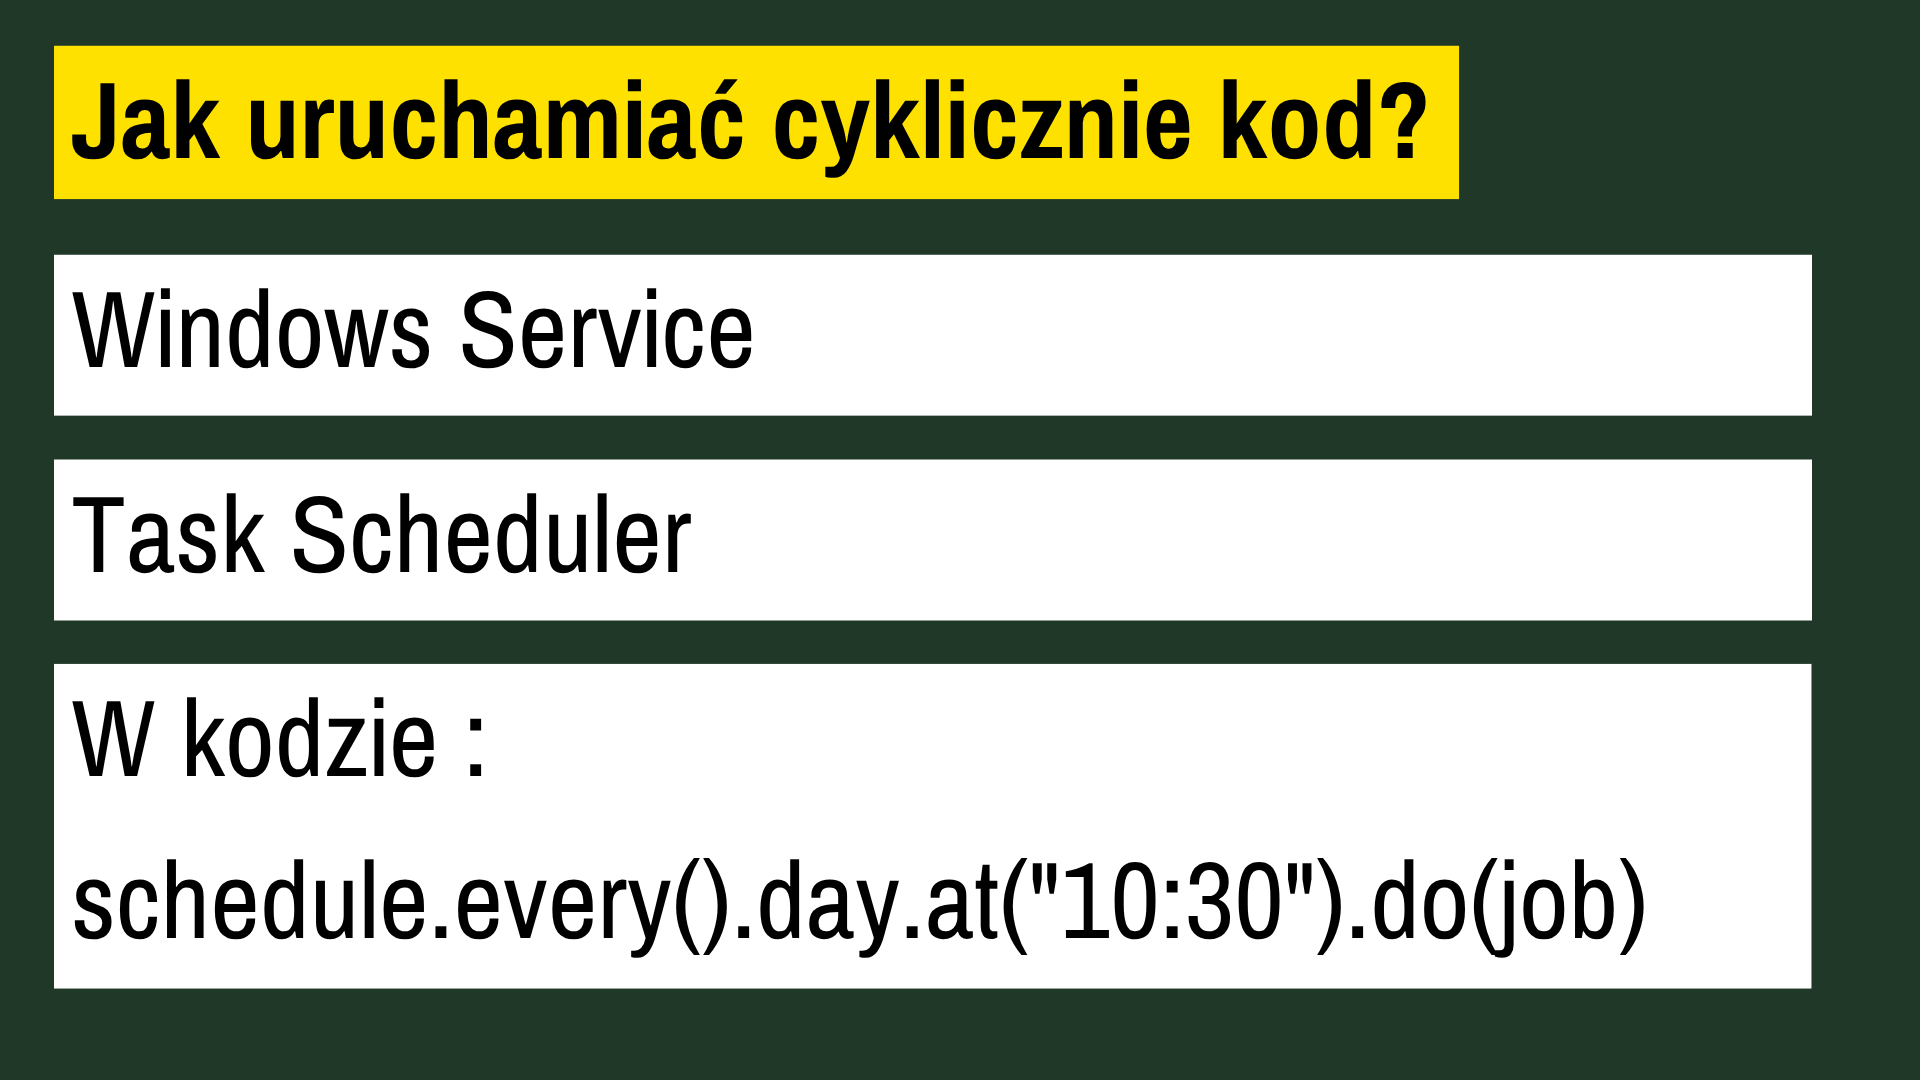 Jak uruchamiać cyklicznie kod?
Windows Service
Task Scheduler
W kodzie :
schedule.every().day.at("10:30").do(job)